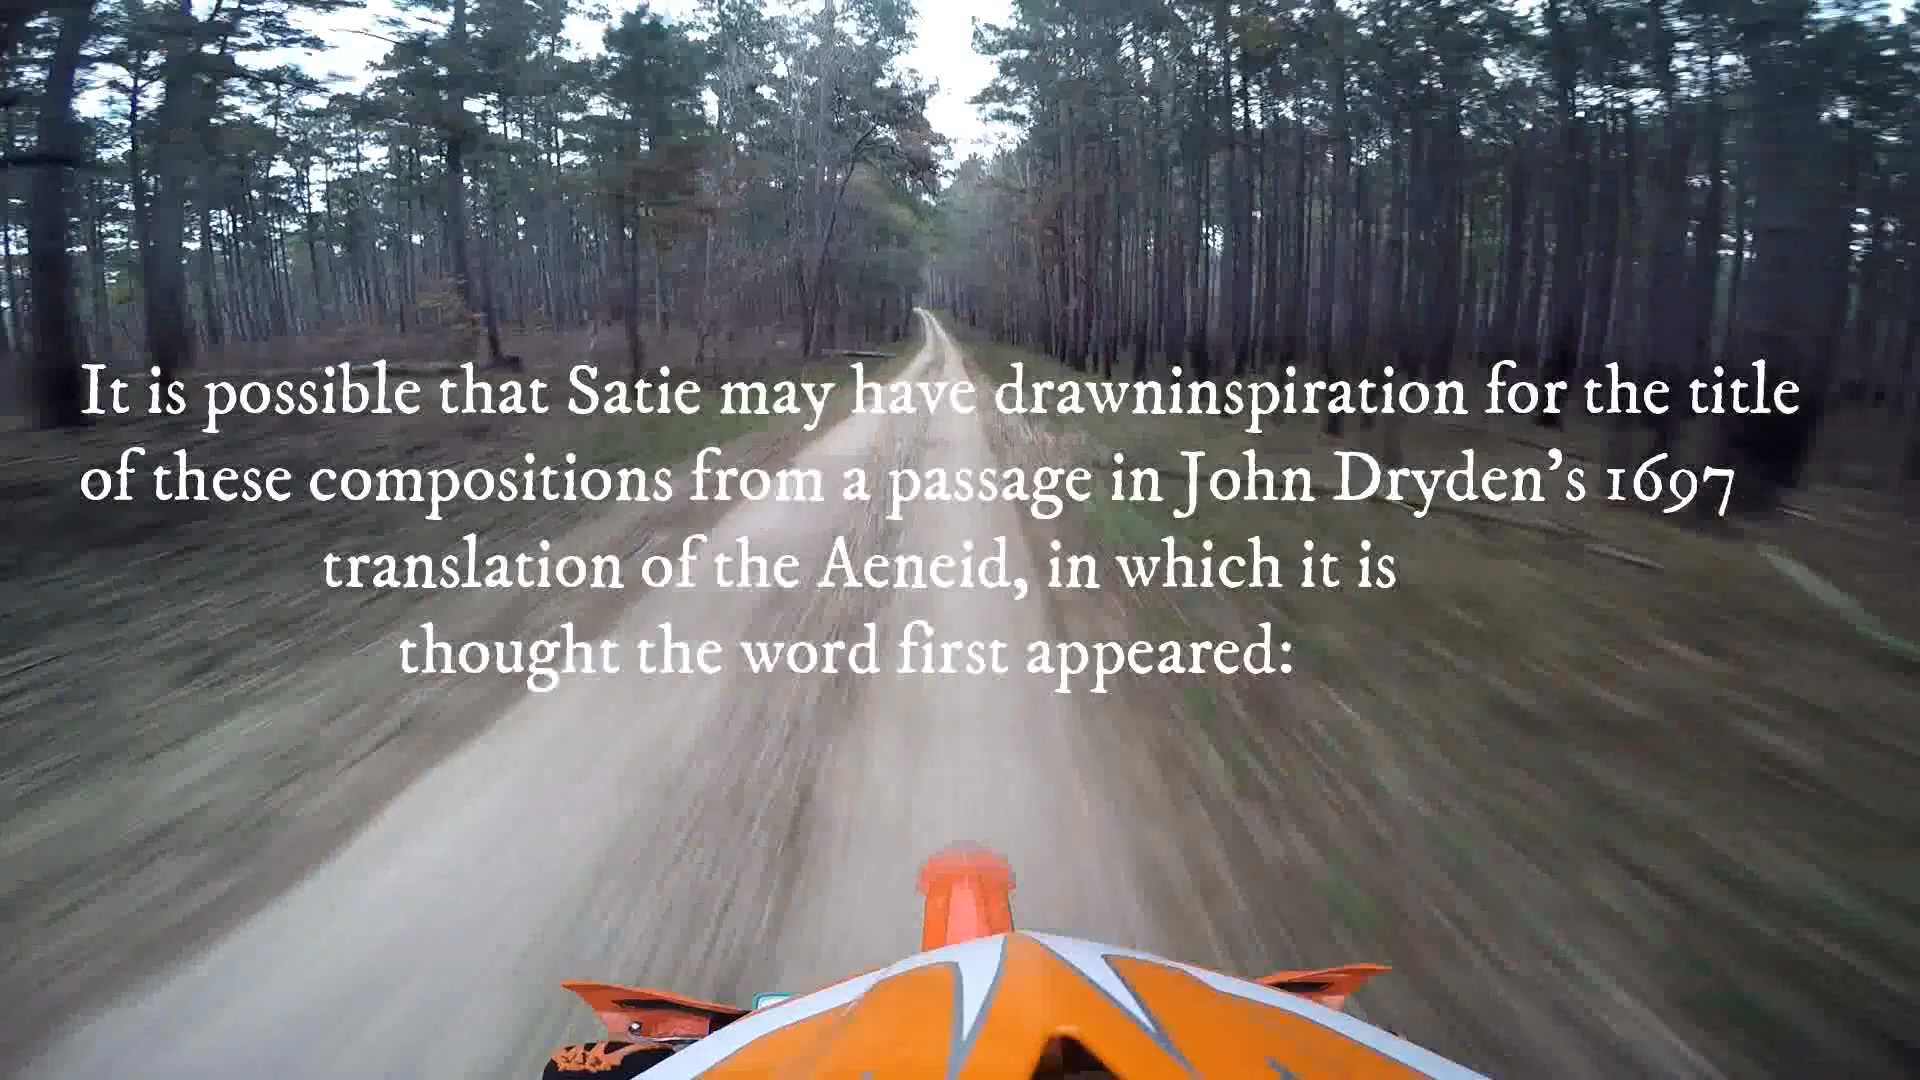 It is possible that Satie may have drawninspiration for the title
of these compositions from a passage in John Dryden's 1697
translation of the Aeneid, in which it is
thought the word first appeared: